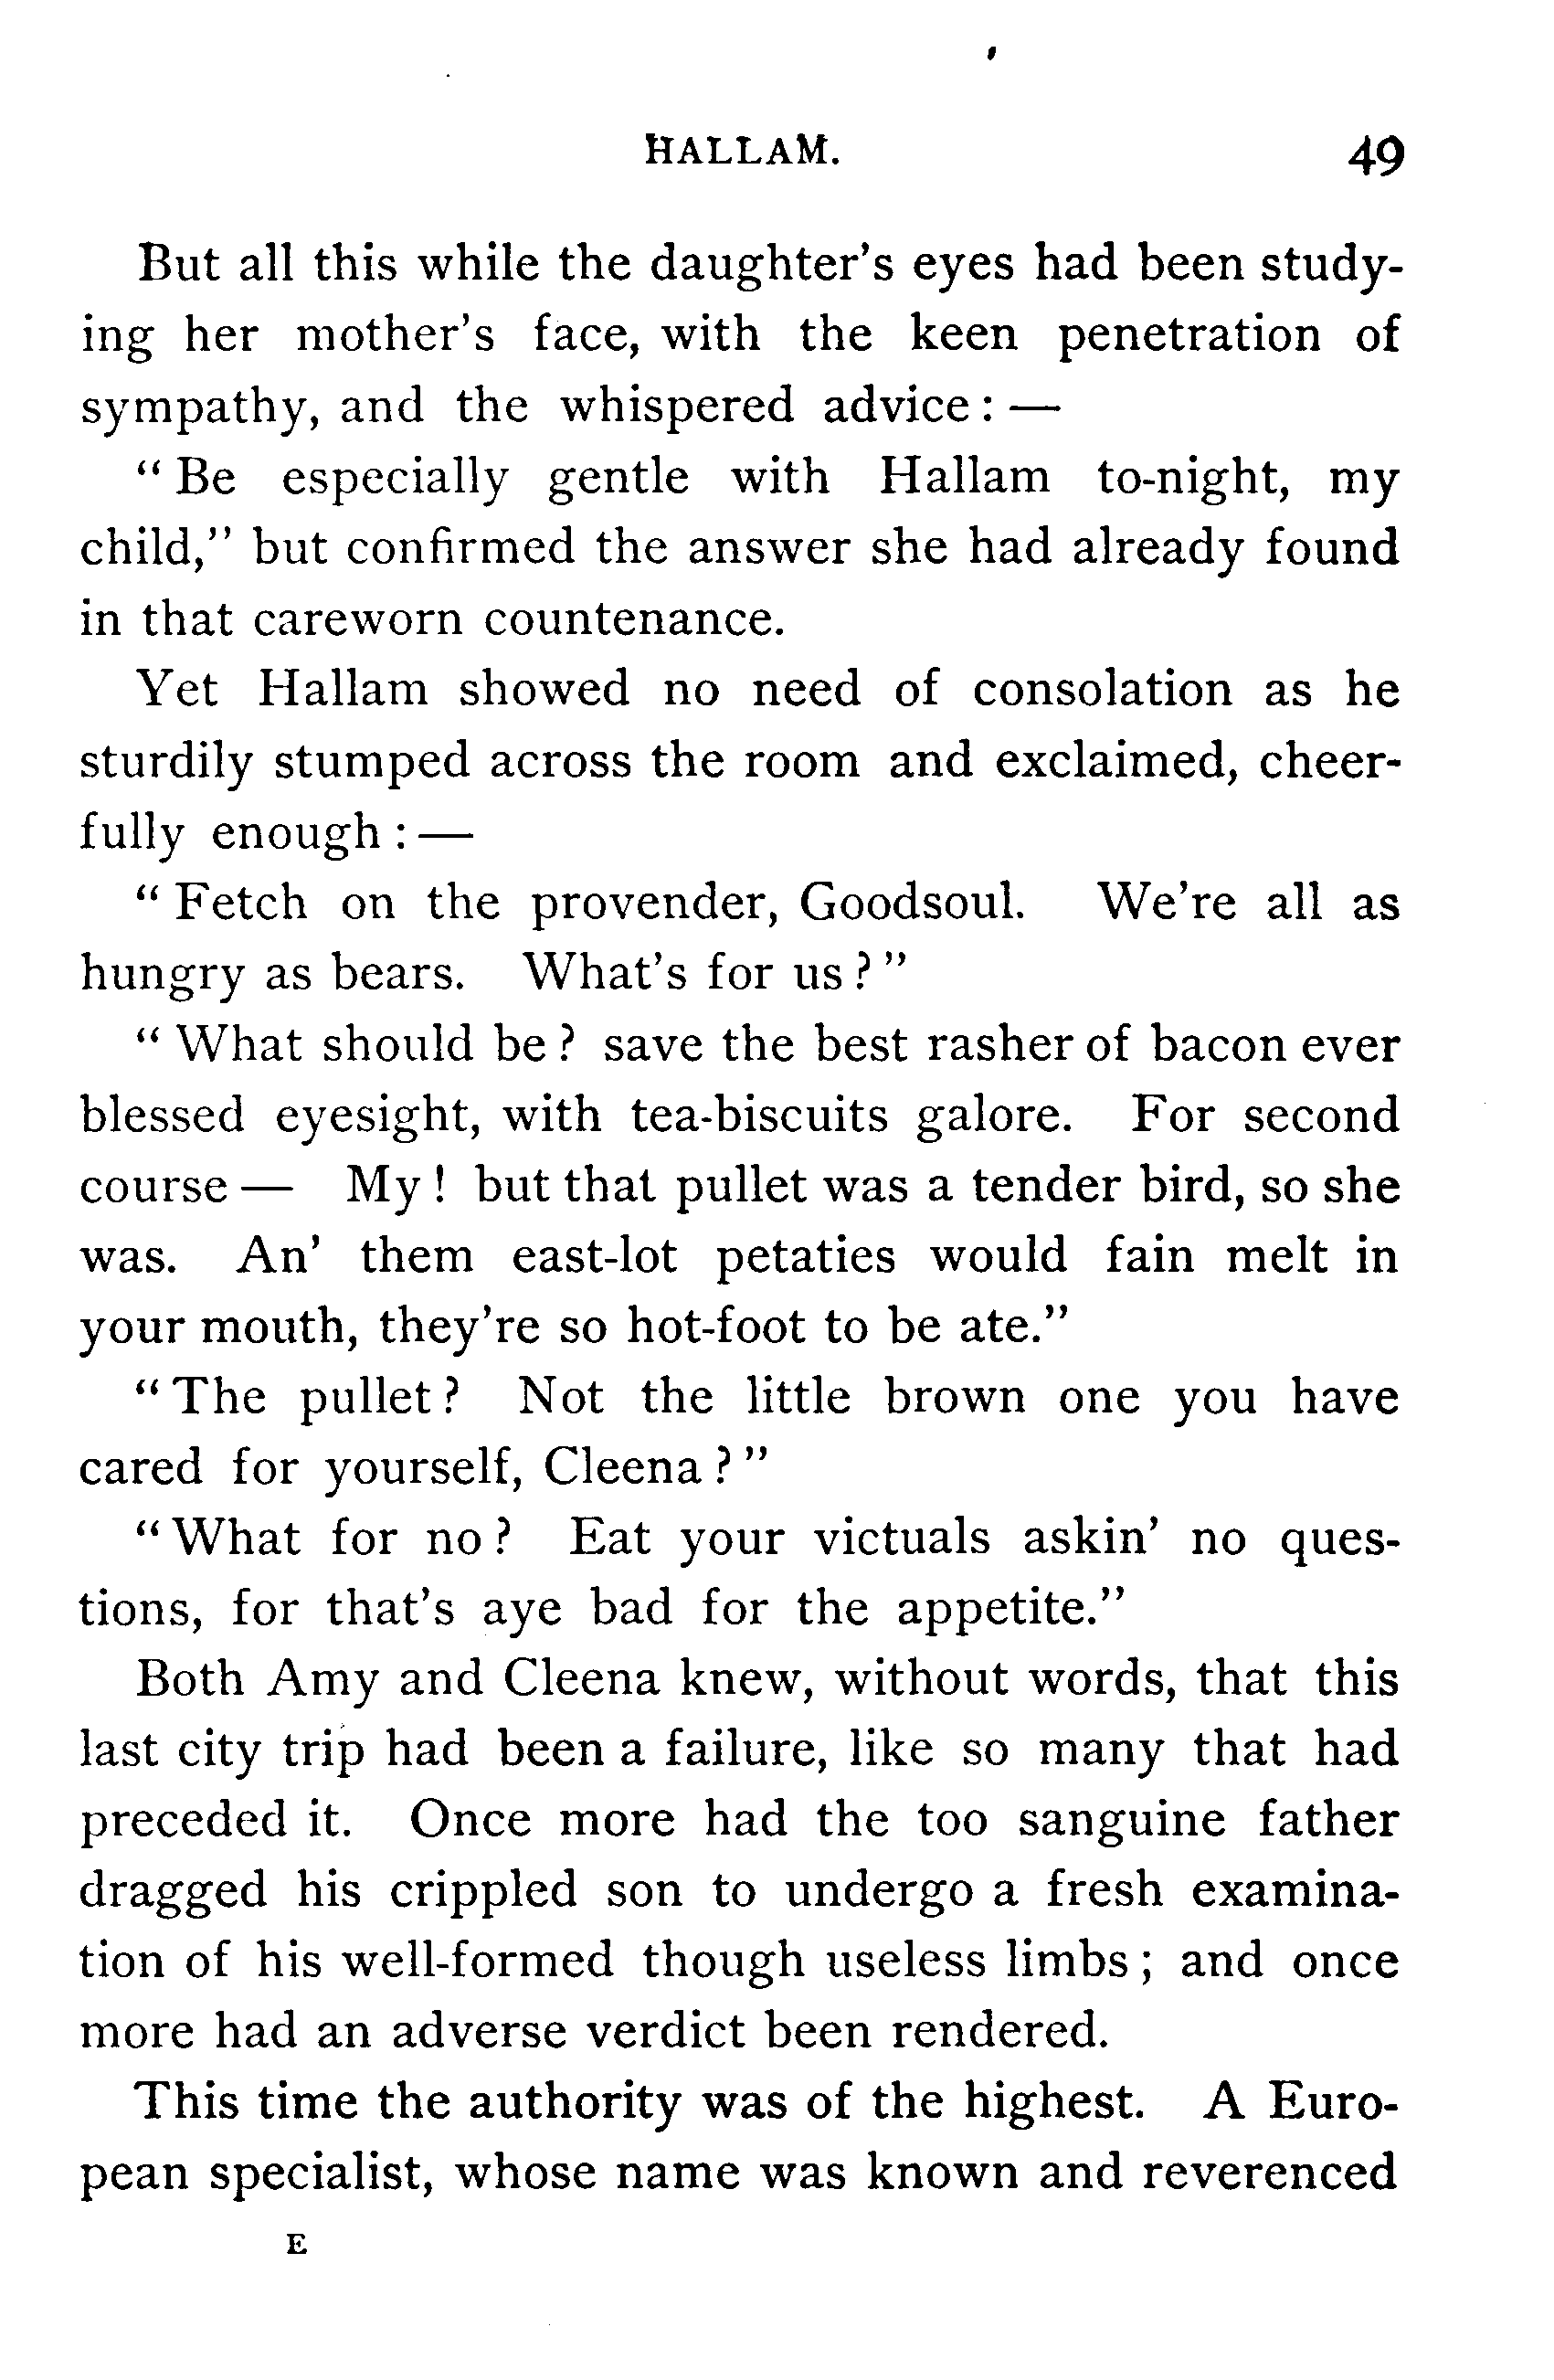 HALLAM. 49
But all this while the daughter's eyes had been study-
ing her mother's face, with the keen penetration of
sympathy, and the whispered advice: —
"Be especially gentle with Hallam to-night, my
child," but confirmed the answer she had already found
in that careworn countenance.
Yet Hallam showed no need of consolation as he
sturdily stumped across the room and exclaimed, cheer-
fully enough: —
"Fetch on the provender, Goodsoul. We're all as
hungry as bears. What's for us?"
"What should be? save the best rasher of bacon ever
blessed eyesight, with tea-biscuits galore. For second
course — My! but that pullet was a tender bird, so she
was. An' them east-lot petaties would fain melt in
your mouth, they're so hot-foot to be ate."
"The pullet? Not the little brown one you have
cared for yourself, Cleena?"
"What for no? Eat your victuals askin' no ques-
tions, for that's aye bad for the appetite."
Both Amy and Cleena knew, without words, that this
last city trip had been a failure, like so many that had
preceded it. Once more had the too sanguine father
dragged his crippled son to undergo a fresh examina-
tion of his well-formed though useless limbs; and once
more had an adverse verdict been rendered.
This time the authority was of the highest. A Euro-
pean specialist, whose name was known and reverenced
E